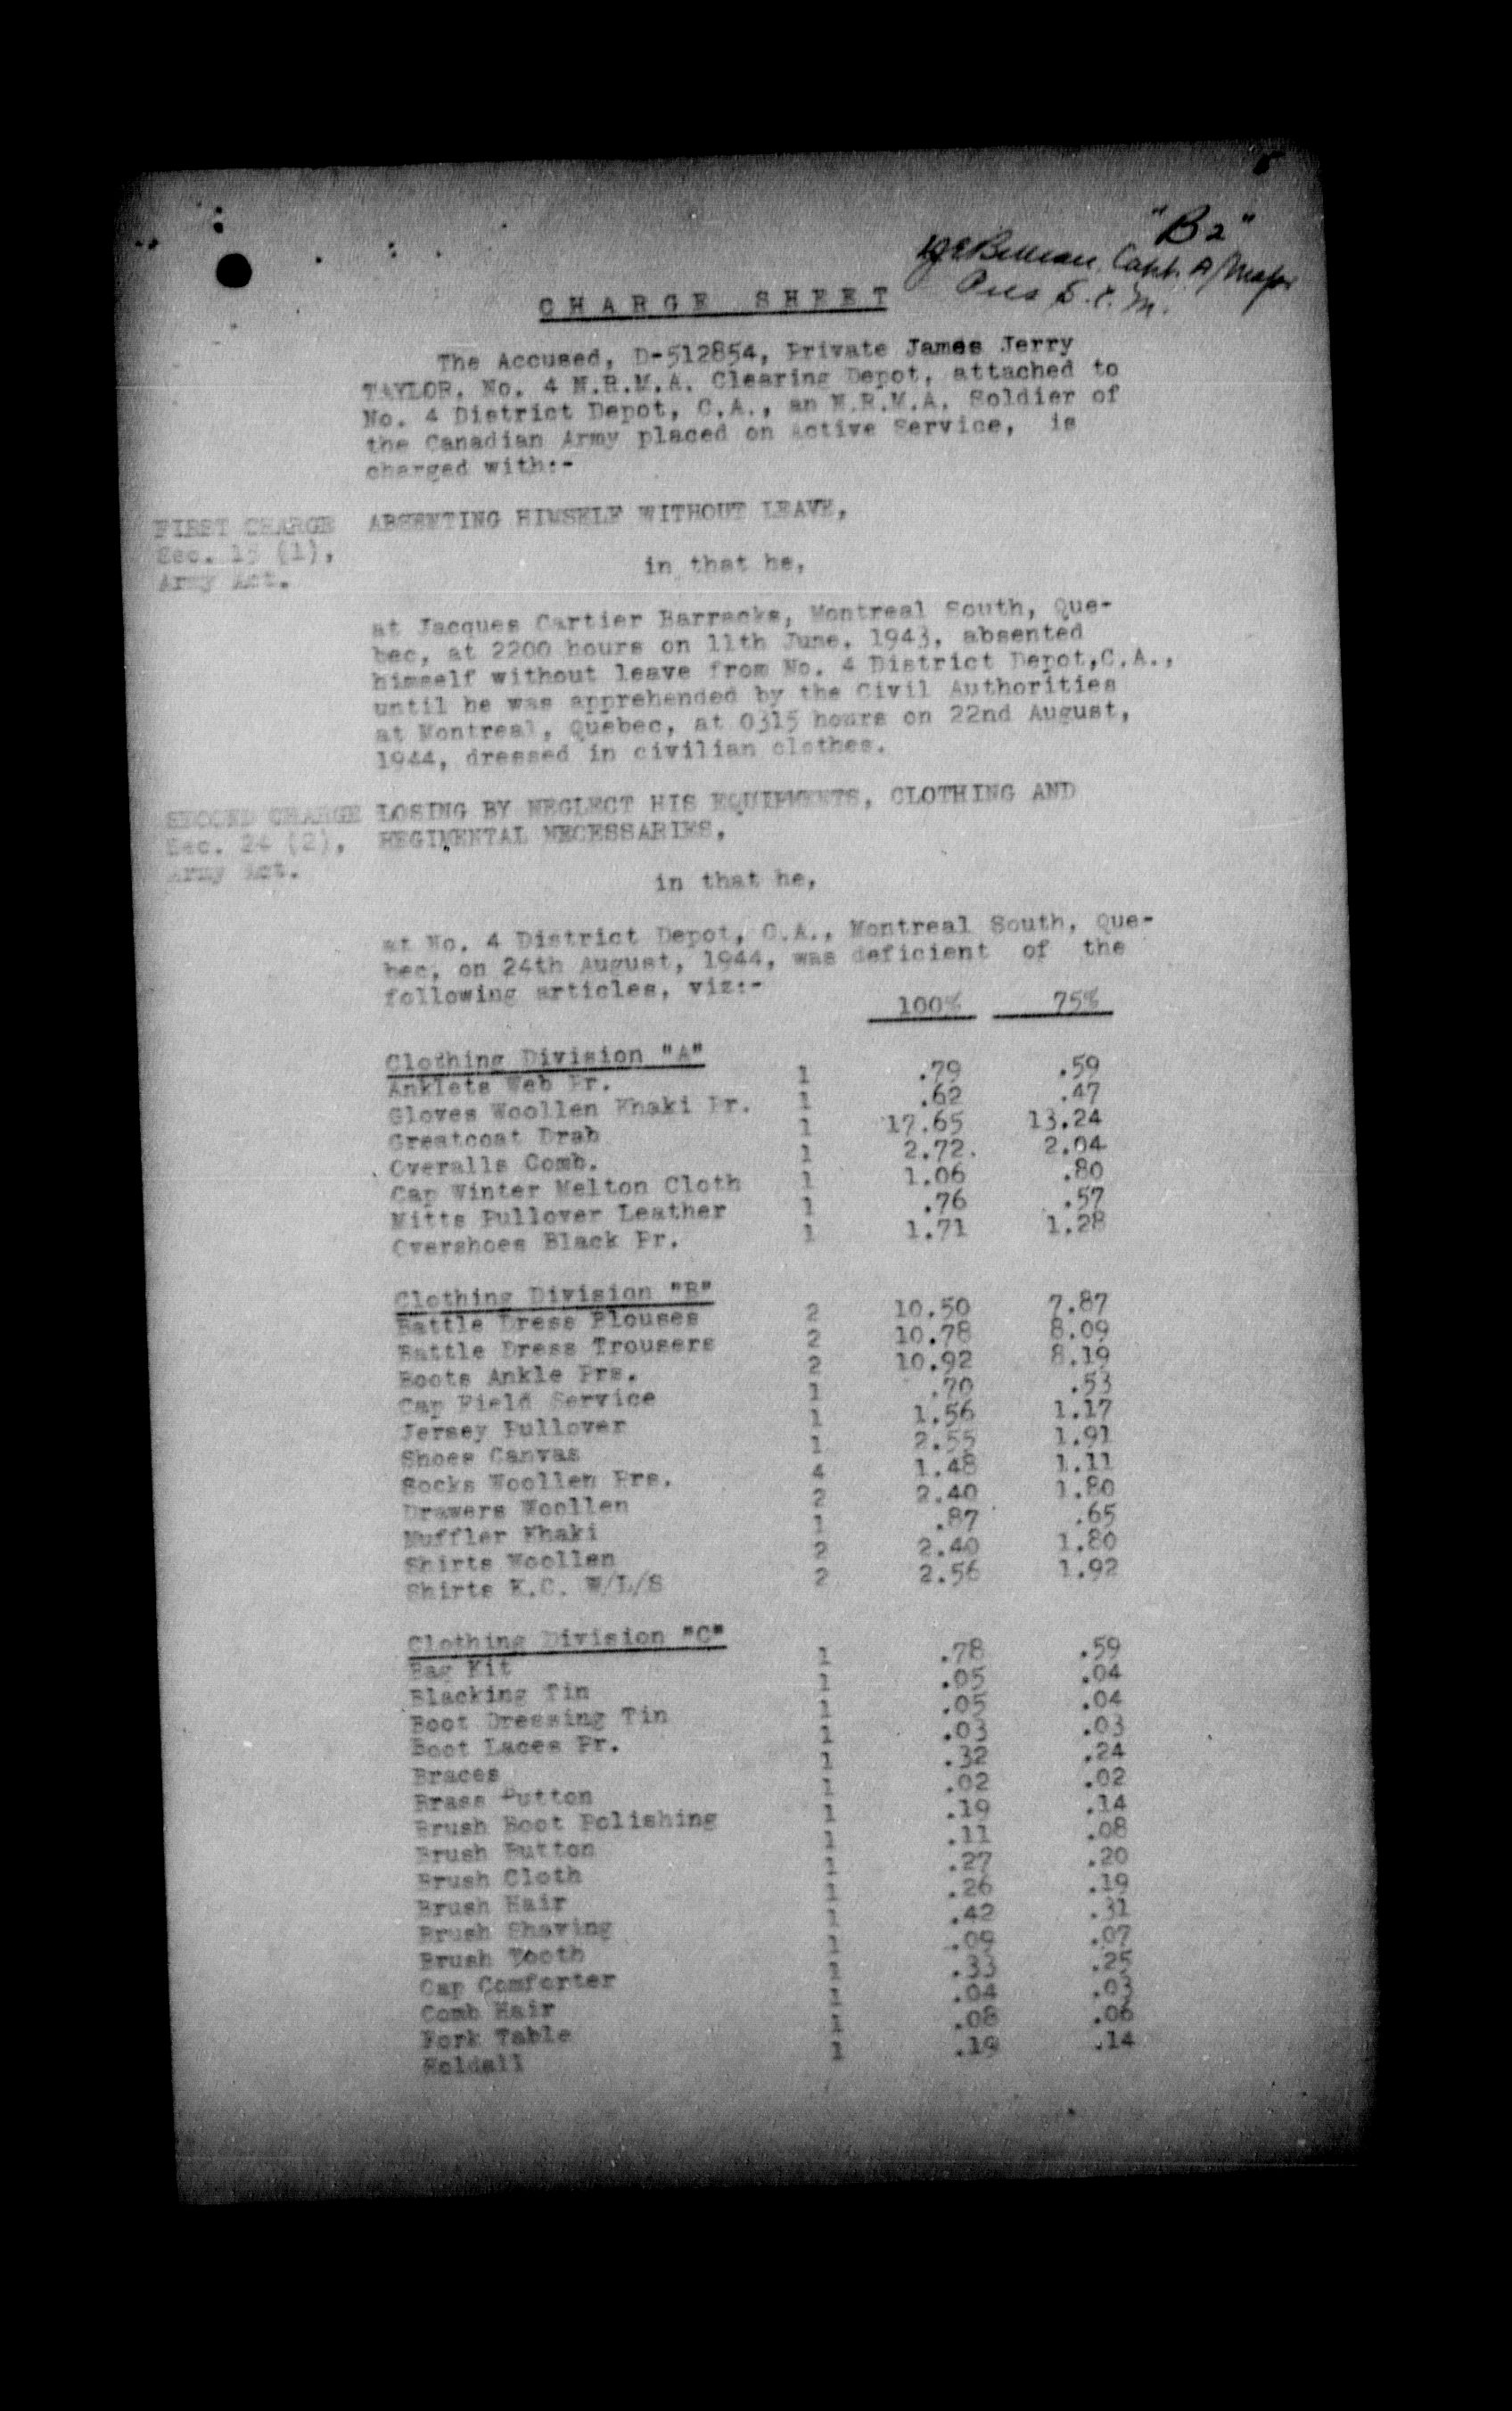 "B2"
Capt. A/Major
CHARGE SHEET
The Accused, D-512854, Private James Jerry
TAYLOR, No. 4 N.R.M.A. Clearing Depot, attached to
No. 4 District Depot, C.A., an N.R.M.A. Soldier of
the Canadian Army placed on Active Service, is
charged with:-
FIRST CHARGE ABSENTING HIMSELF WITHOUT LEAVE,
Sec. 15 (1),
Army Act.
in that he,
at Jacques Cartier Barracks, Montreal South, Que-
bec, at 2200 hours on 11th June, 1943, absented
himself without leave from No. 4 District Depot,C.A.,
until he was apprehended by the Civil Authorities
at Montreal, Quebec, at 0315 hours on 22nd August,
1944, dressed in civilian clothes.
SECOND CHARGE LOSING BY NEGLECT HIS EQUIPMENTS, CLOTHING AND
Sec. 24 (2), REGIMENTAL NECESSARIES,
Army Act.
in that he,
at No. 4 District Depot, C.A., Montreal South, Que-
bec, on 24th August, 1944, was deficient of the
following articles, viz:-
100% 75%
Clothing Division "A"
Anklets Web Pr. 1 .79 .59
Gloves Woollen Khaki Pr. 1 .62 .47
Greatcoat Drab 1 17.65 13.24
Overalls Comb. 1 2.72. 2.04
Cap Winter Melton Cloth 1 1.06 .80
Mitts Pullover Leather 1 .76 .57
Overshoes Black Pr. 1 1.71 1.28
Clothing Division "B"
Battle Dress Blouses 2 10.50 7.87
Battle Dress Trousers 2 10.78 8.09
Boots Ankle Prs. 2 10.92 8.19
Cap Field Service 1 .70 .53
Jersey Pullover 1 1.56 1.17
Shoes Canvas 1 2.55 1.91
Socks Woollen Prs. 4 1.48 1.11
Drawers Woollen 2 2.40 1.80
Muffler Khaki 1 .87 .65
Shirts Woollen 2 2.40 1.80
Shirts K.C. W/L/S 2 2.56 1.92
Clothing Division "C"
Bag Kit 1 .78 .59
Blacking Tin 1 .05 .04
Boot Dressing Tin 1 .05 .04
Boot Laces Pr. 1 .03 .03
Braces 1 .32 .24
Brass Button 1 .02 .02
Brush Boot Polishing 1 .19 .14
Brush Button 1 .11 .08
Brush Cloth 1 .27 .20
Brush Hair 1 .26 .19
Brush Shaving 1 .42 .31
Brush Tooth 1 .09 .07
Cap Comforter 1 .33 .25
Comb Hair 1 .04 .03
Fork Table 1 .08 .06
Holdall 1 .19 .14